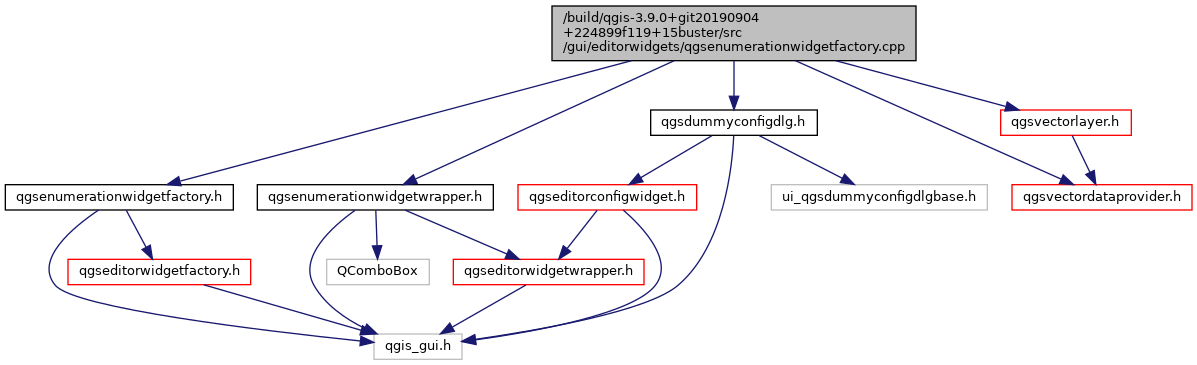 /build/qgis-3.9.0+git20190904
+224899f119+15buster/src
/gui/editorwidgets/qgsenumerationwidgetfactory.cpp
qgsdummyconfigdlg.h
qgsvectorlayer.h
qgsenumerationwidgetfactory.h
qgsenumerationwidgetwrapper.h
qgseditorconfigwidget.h
ui_qgsdummyconfigdlgbase.h
qgsvectordataprovider.h
qgseditorwidgetfactory.h
QComboBox
qgseditorwidgetwrapper.h
qgis_gui.h